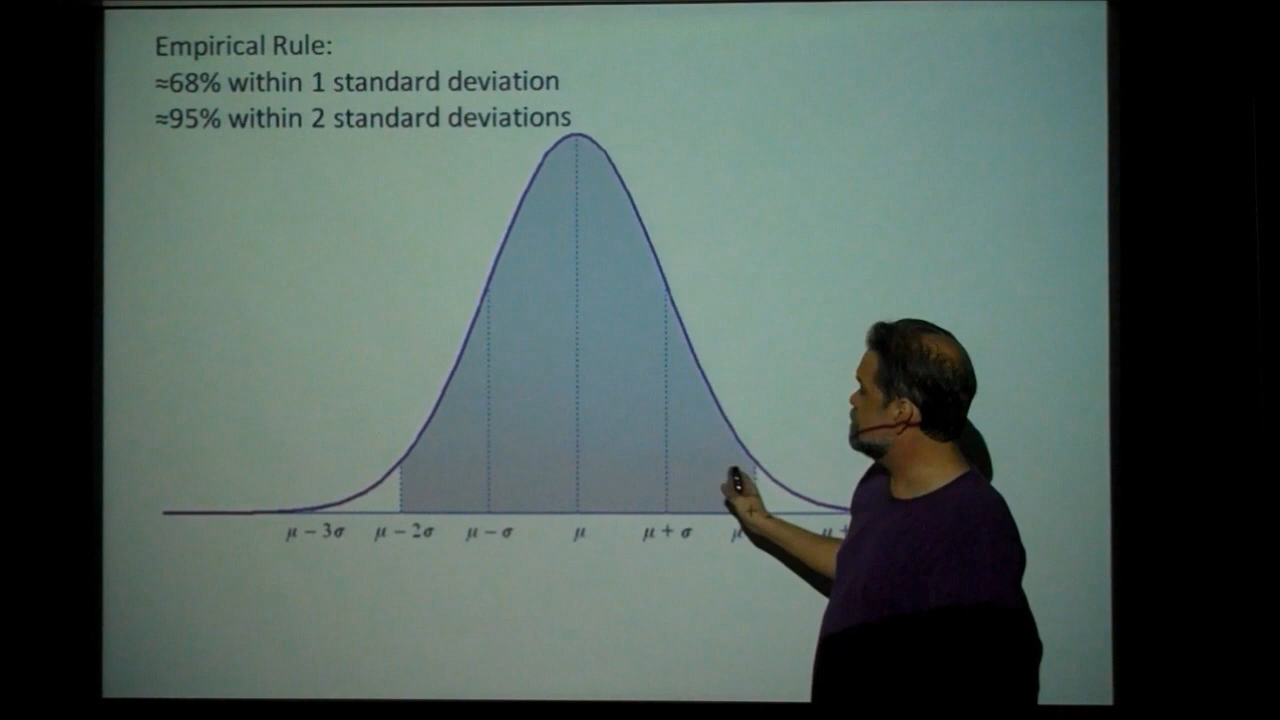 Empirical Rule:
≈68% within 1 standard deviation
≈95% within 2 standard deviations
μ − 3σ μ − 2σ μ − σ μ μ + σ μ μ +